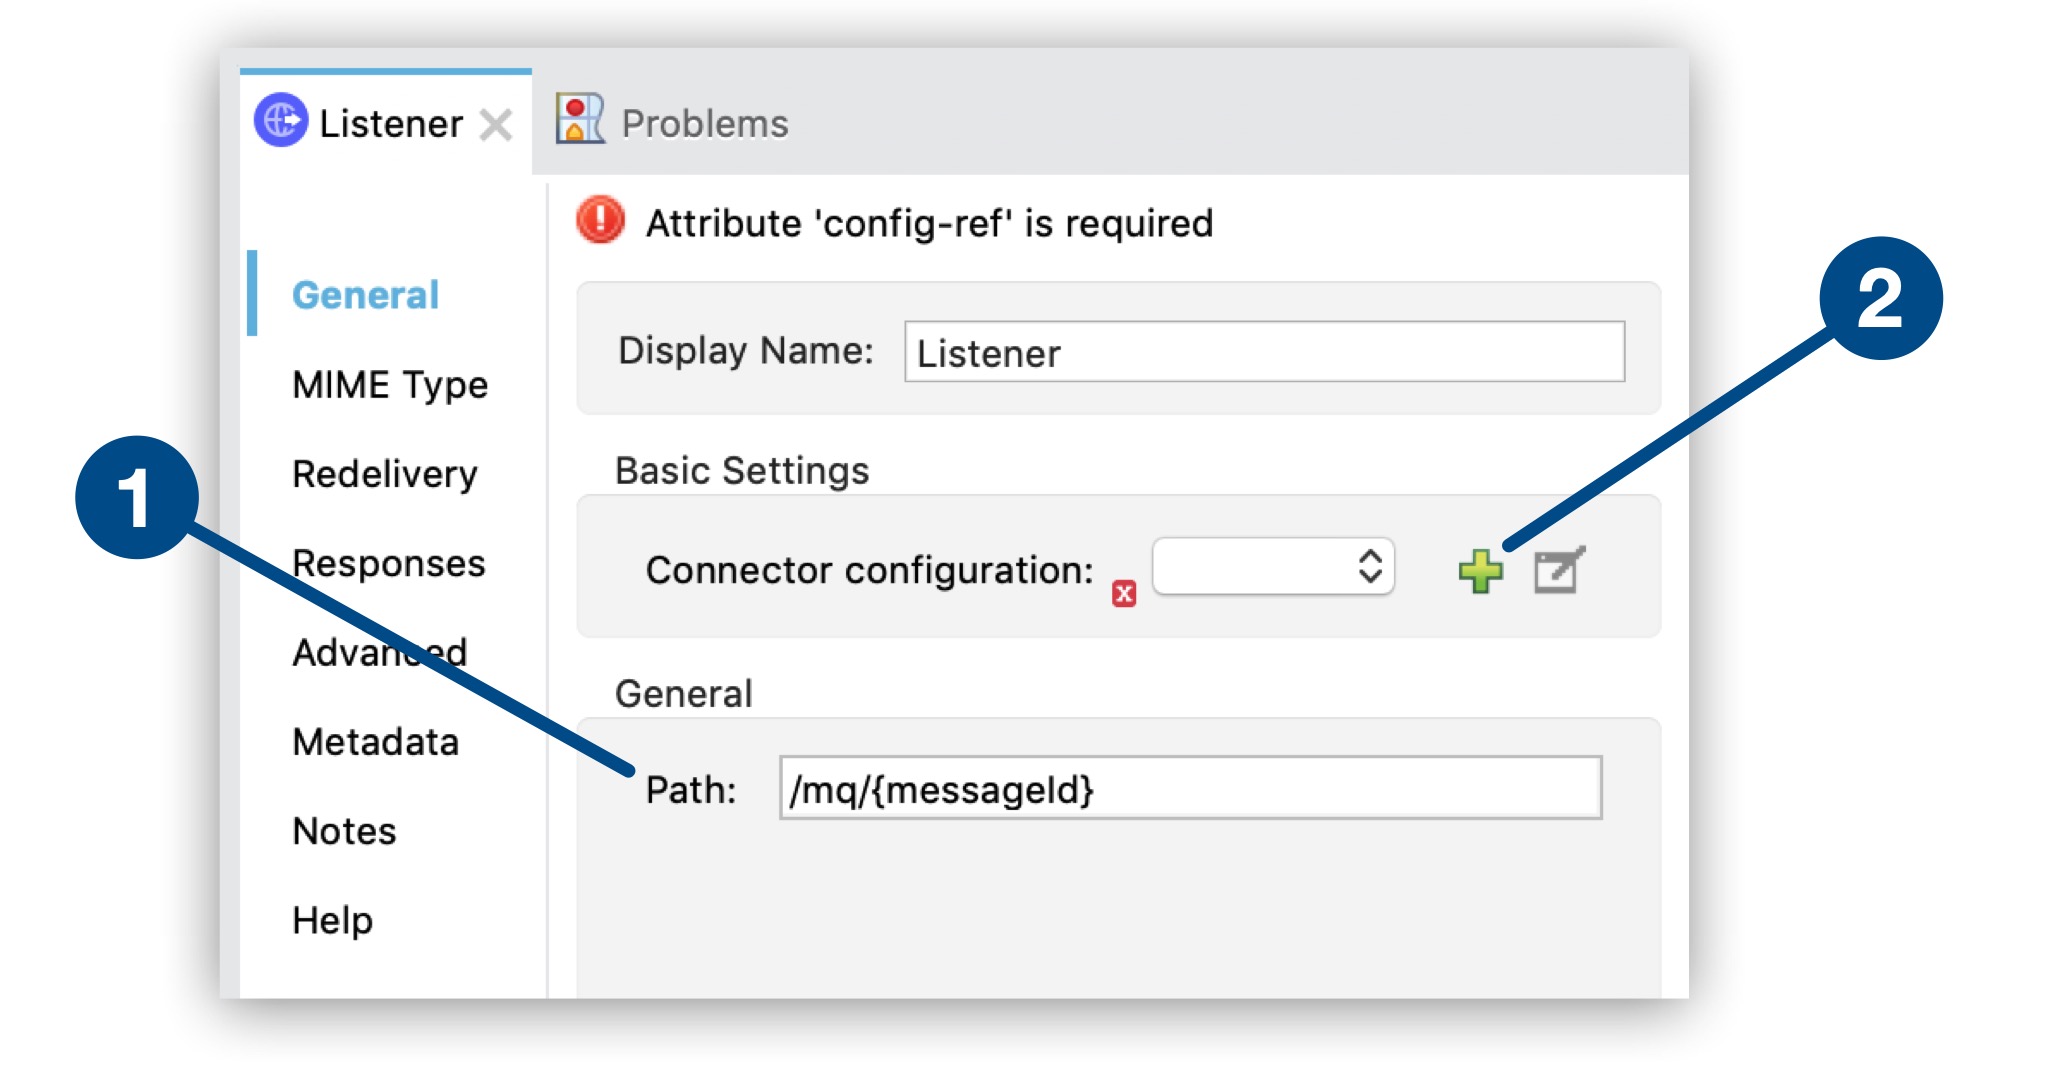 Listener
Problems
Attribute 'config-ref' is required
General
MIME Type
Redelivery
Responses
Advanced
Metadata
Notes
Help
Display Name: Listener
Basic Settings
Connector configuration:
General
Path: /mq/{messageId}
1
2